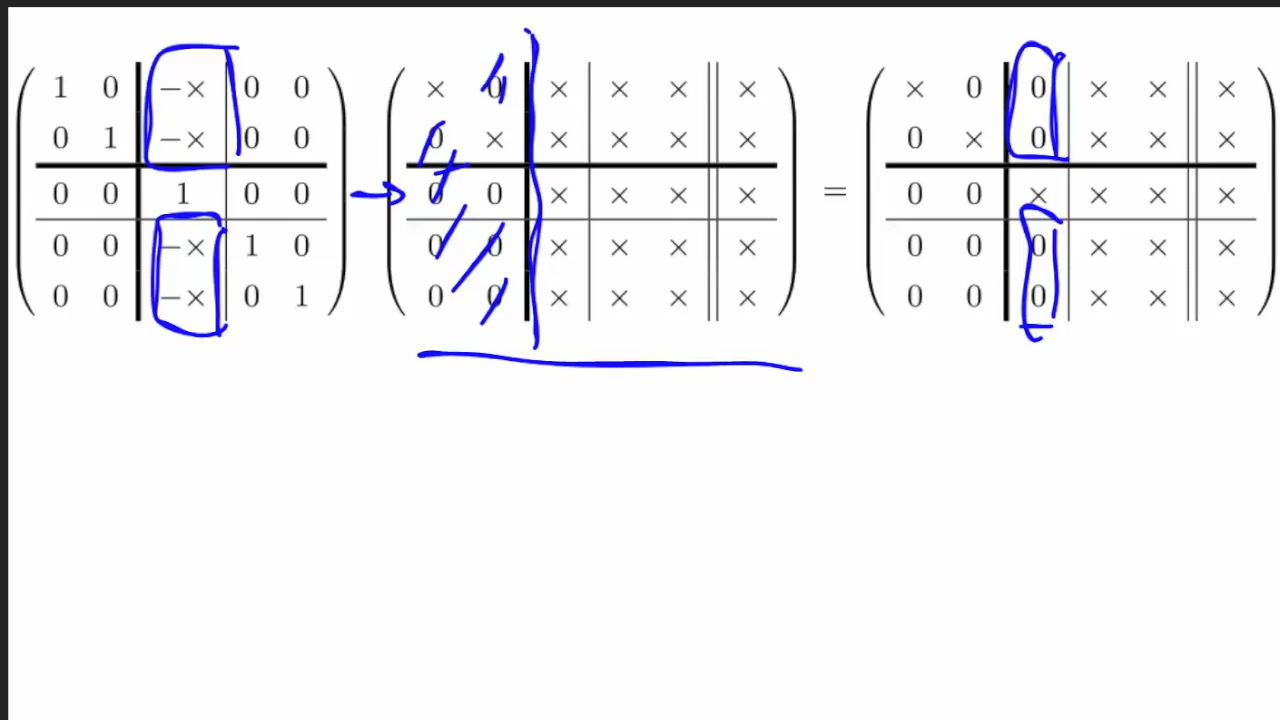 1 0 −× 0 0 × 0 × × × × × 0 0 × × ×
0 1 −× 0 0 0 × × × × × 0 × 0 × × ×
0 0 1 0 0 → 0 0 × × × × = 0 0 × × × ×
0 0 −× 1 0 0 0 × × × × 0 0 0 × × ×
0 0 −× 0 1 0 0 × × × × 0 0 0 × × ×